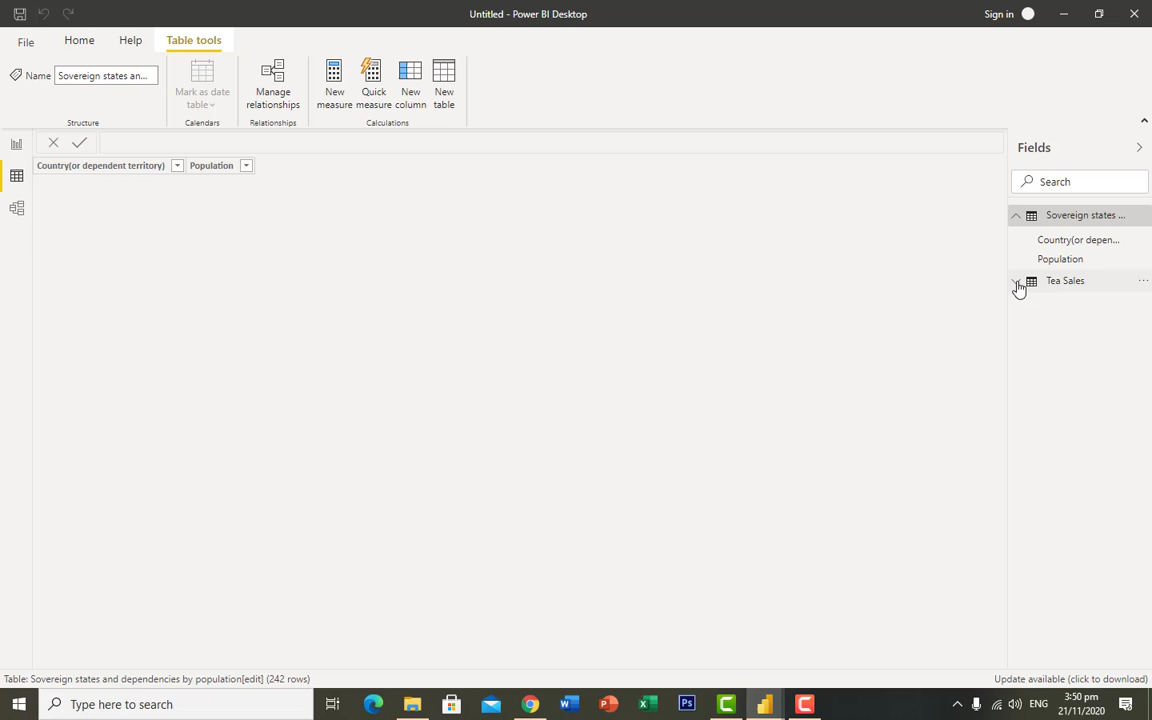 Untitled - Power BI Desktop
Sign in
File
Home
Help
Table tools
Name
Sovereign states an...
Mark as date table
Manage relationships
New measure
Quick measure
New column
New table
Structure
Calendars
Relationships
Calculations
Country(or dependent territory)
Population
Fields
Search
Sovereign states ...
Country(or depen...
Population
Tea Sales
Table: Sovereign states and dependencies by population[edit] (242 rows)
Update available (click to download)
Type here to search
Ps
ENG
3:50 pm
21/11/2020